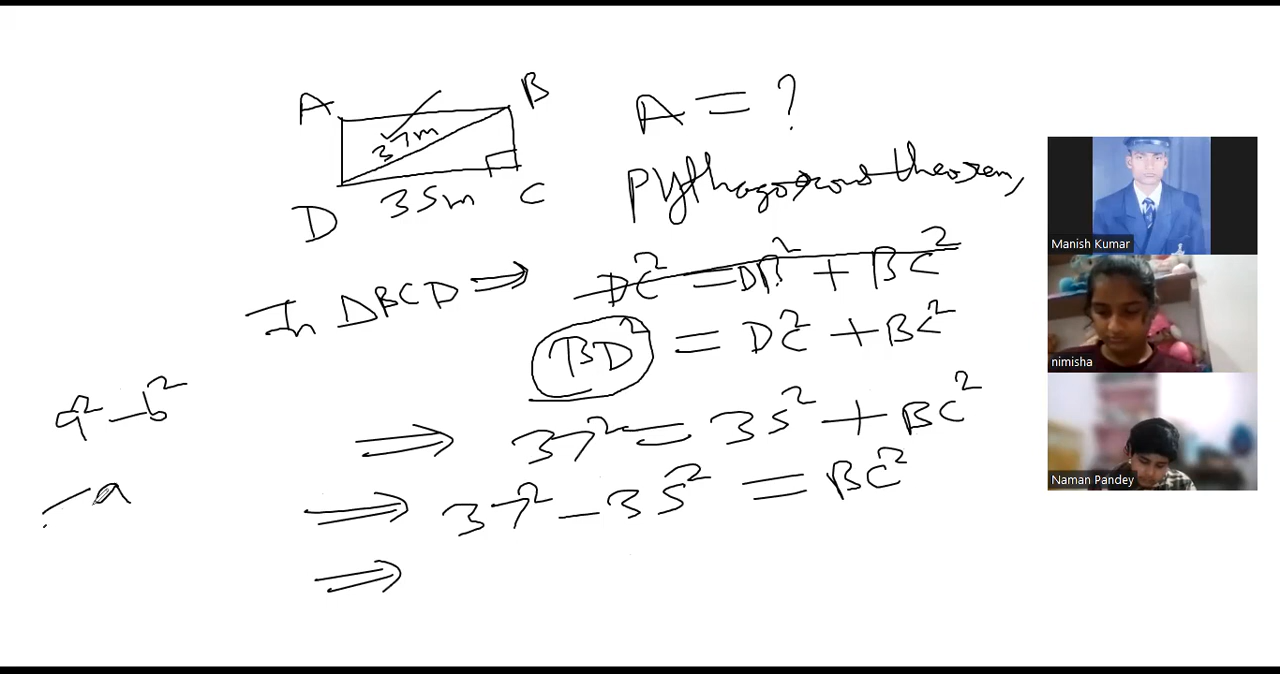 A B A = ?
37m
D 35m C Pythagorous theorem,
In ΔBCD ⇒ DC² = DB² + BC²
BD² = DC² + BC²
a² - b²
⇒ 37² = 35² + BC²
(a
⇒ 37² - 35² = BC²
⇒
Manish Kumar
nimisha
Naman Pandey